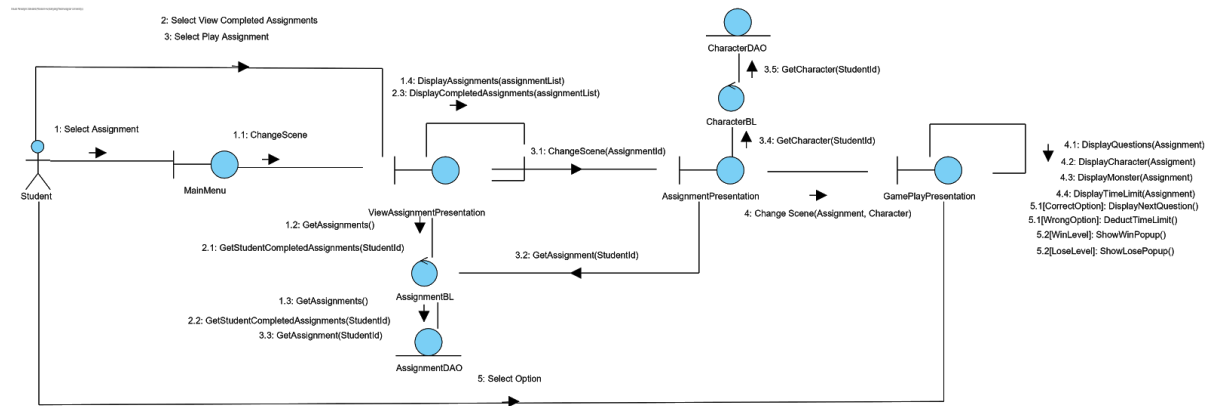 2: Select View Completed Assignments
3: Select Play Assignment
CharacterDAO
3.5: GetCharacter(StudentId)
1.4: DisplayAssignments(assignmentList)
2.3: DisplayCompletedAssignments(assignmentList)
CharacterBL
3.4: GetCharacter(StudentId)
1: Select Assignment
1.1: ChangeScene
3.1: ChangeScene(AssignmentId)
4.1: DisplayQuestions(Assignment)
4.2: DisplayCharacter(Assigment)
4.3: DisplayMonster(Assignment)
4.4: DisplayTimeLimit(Assignment)
5.1[CorrectOption]: DisplayNextQuestion()
5.1[WrongOption]: DeductTimeLimit()
5.2[WinLevel]: ShowWinPopup()
5.2[LoseLevel]: ShowLosePopup()
Student
MainMenu
ViewAssignmentPresentation
AssignmentPresentation
GamePlayPresentation
4: Change Scene(Assignment, Character)
1.2: GetAssignments()
2.1: GetStudentCompletedAssignments(StudentId)
3.2: GetAssignment(StudentId)
AssignmentBL
1.3: GetAssignments()
2.2: GetStudentCompletedAssignments(StudentId)
3.3: GetAssignment(StudentId)
AssignmentDAO
5: Select Option